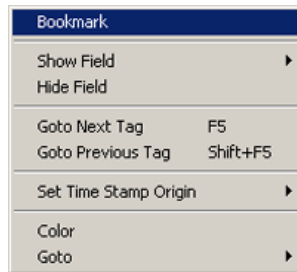 Bookmark
Show Field
Hide Field
Goto Next Tag F5
Goto Previous Tag Shift+F5
Set Time Stamp Origin
Color
Goto